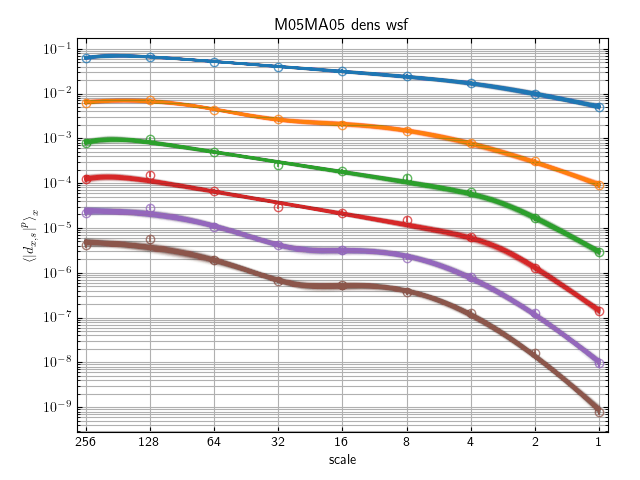 M05MA05 dens wsf
10⁻¹
10⁻²
10⁻³
10⁻⁴
10⁻⁵
10⁻⁶
10⁻⁷
10⁻⁸
10⁻⁹
⟨|d_{x,s}|^p⟩_x
256 128 64 32 16 8 4 2 1
scale